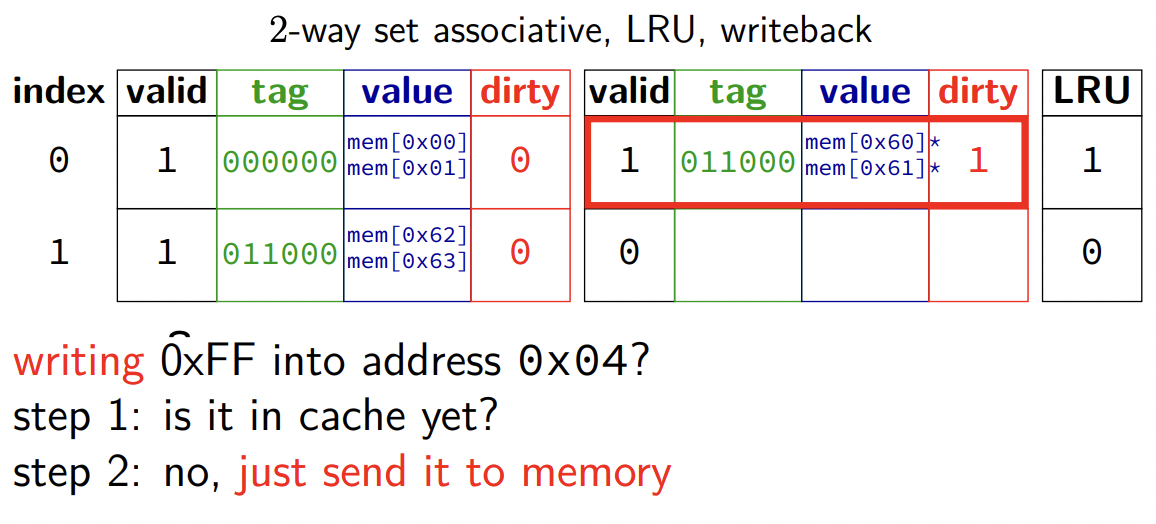 2-way set associative, LRU, writeback
index valid tag value dirty valid tag value dirty LRU
0 1 000000 mem[0x00] mem[0x01] 0 1 011000 mem[0x60]* mem[0x61]* 1 1
1 1 011000 mem[0x62] mem[0x63] 0 0 0
writing 0xFF into address 0x04?
step 1: is it in cache yet?
step 2: no, just send it to memory